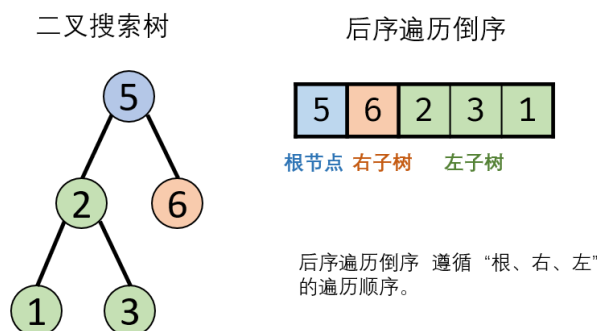 二叉搜索树
后序遍历倒序
5
5 6 2 3 1
根节点 右子树 左子树
2 6
后序遍历倒序 遵循 “根、右、左”
的遍历顺序。
1 3